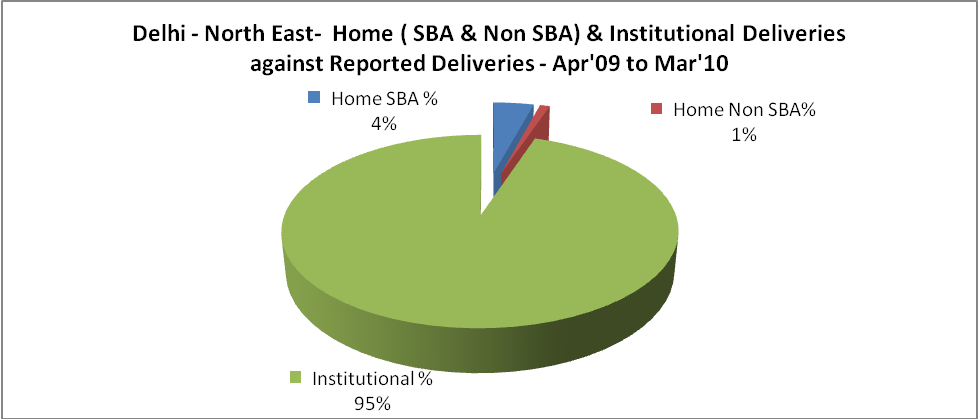 Delhi - North East-  Home ( SBA & Non SBA) & Institutional Deliveries
against Reported Deliveries - Apr'09 to Mar'10
Home SBA %
4%
Home Non SBA%
1%
Institutional %
95%